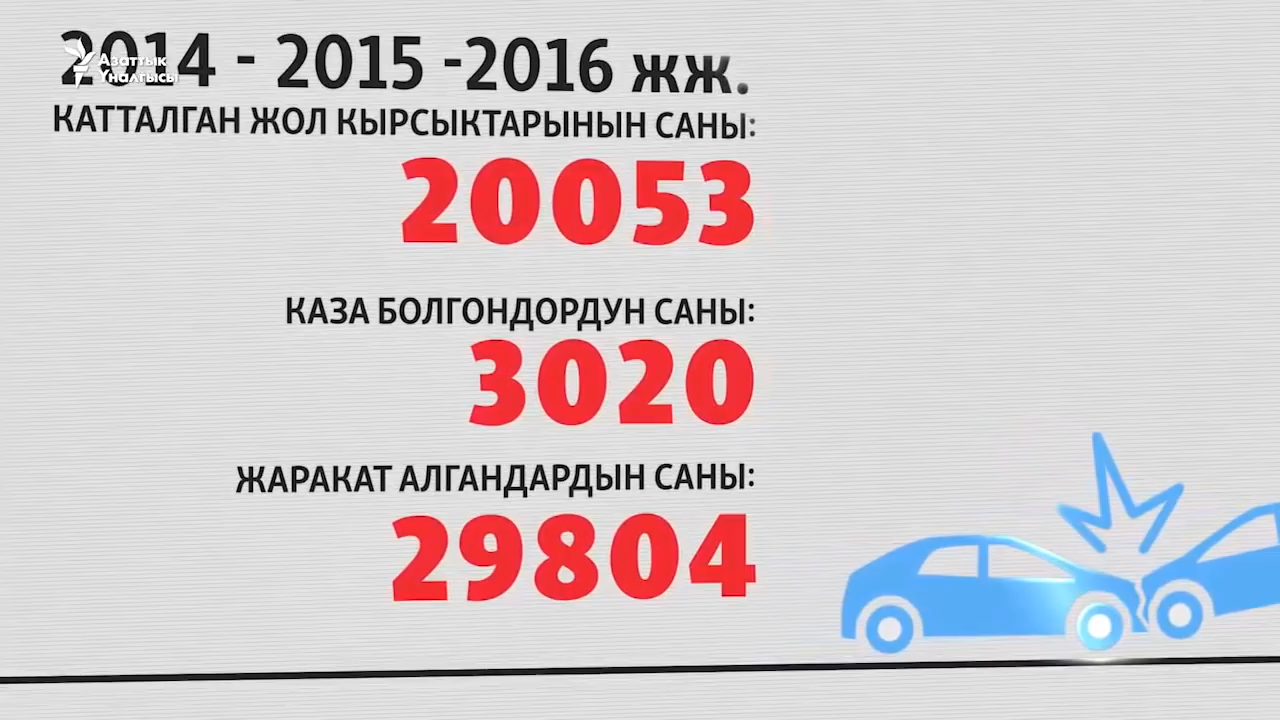 2014 - 2015 -2016 жж.
Азаттык
Үналгысы
КАТТАЛГАН ЖОЛ КЫРСЫКТАРЫНЫН САНЫ:
20053
КАЗА БОЛГОНДОРДУН САНЫ:
3020
ЖАРАКАТ АЛГАНДАРДЫН САНЫ:
29804